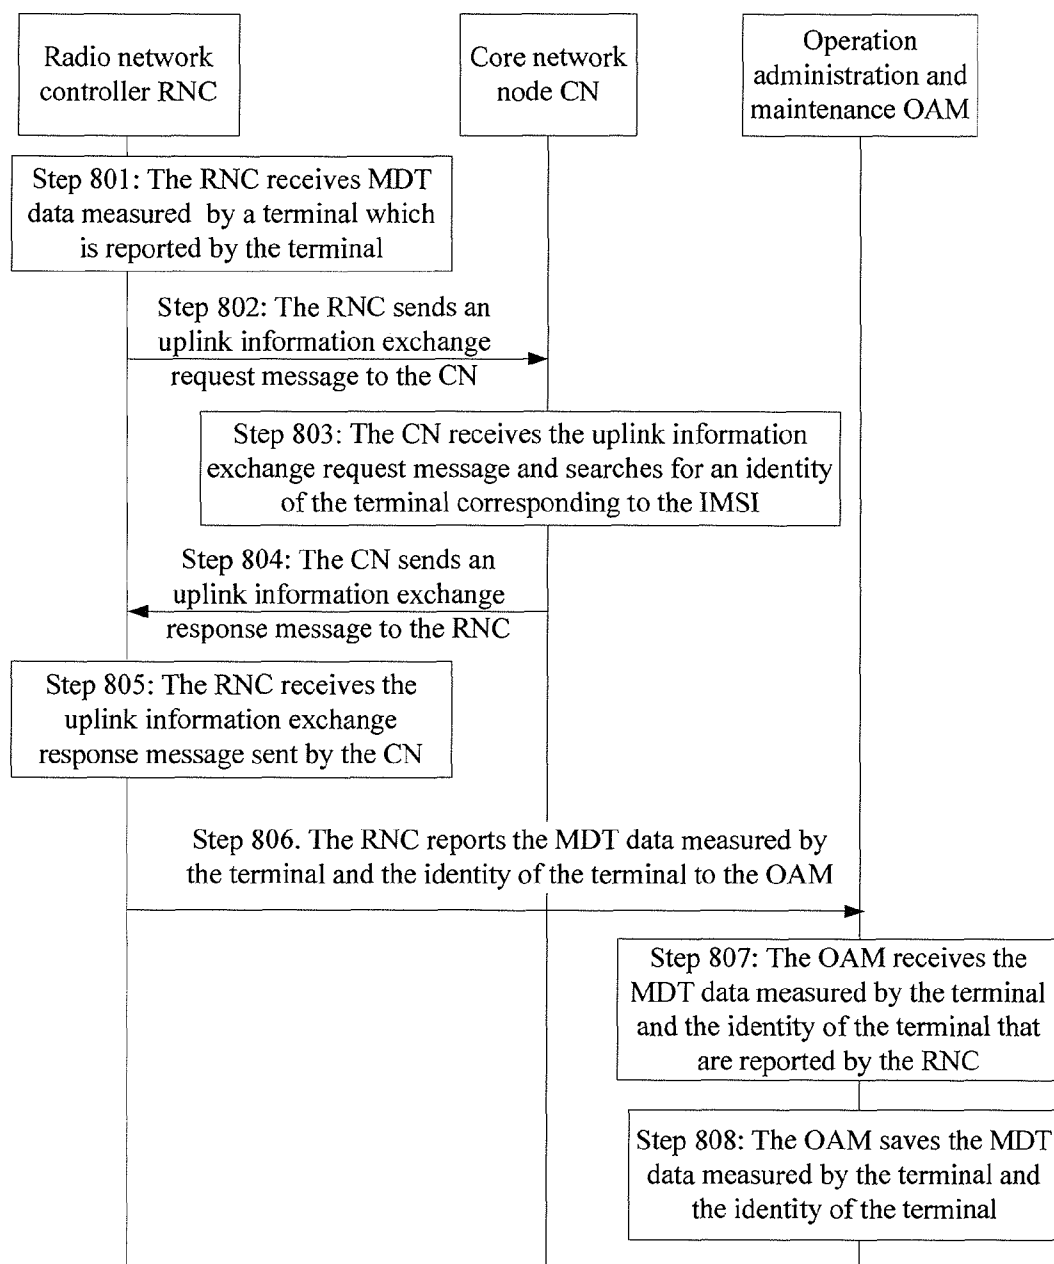 Radio network
controller RNC
Core network
node CN
Operation
administration and
maintenance OAM
Step 801: The RNC receives MDT
data measured by a terminal which
is reported by the terminal
Step 802: The RNC sends an
uplink information exchange
request message to the CN
Step 803: The CN receives the uplink information
exchange request message and searches for an identity
of the terminal corresponding to the IMSI
Step 804: The CN sends an
uplink information exchange
response message to the RNC
Step 805: The RNC receives the
uplink information exchange
response message sent by the CN
Step 806. The RNC reports the MDT data measured by
the terminal and the identity of the terminal to the OAM
Step 807: The OAM receives the
MDT data measured by the terminal
and the identity of the terminal that
are reported by the RNC
Step 808: The OAM saves the MDT
data measured by the terminal and
the identity of the terminal